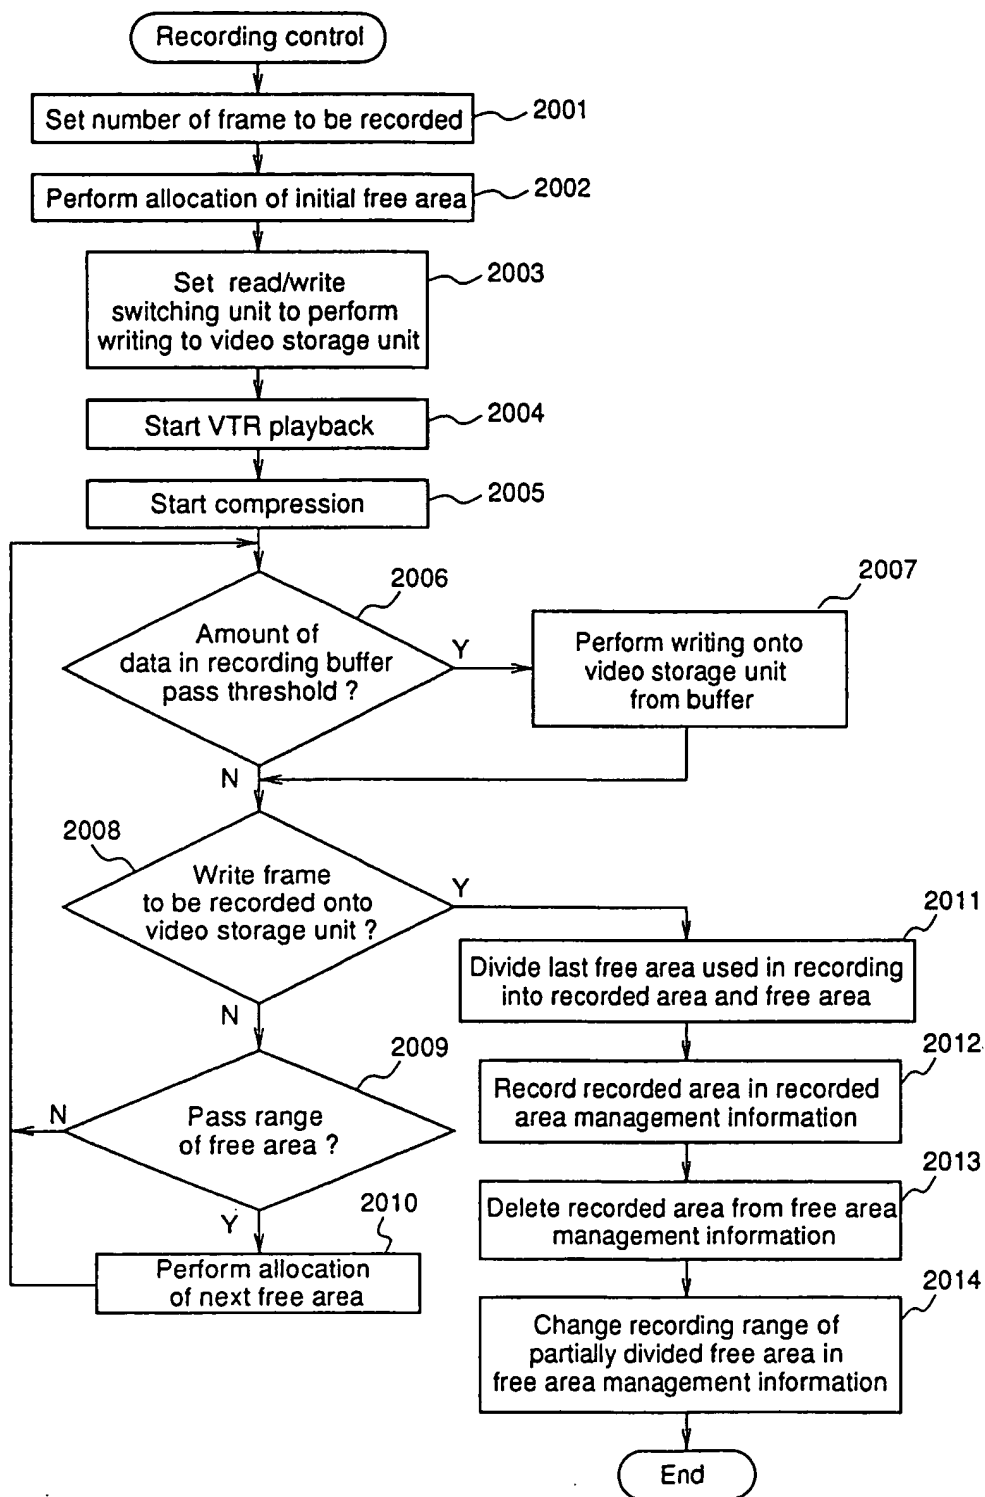 Recording control
Set number of frame to be recorded
2001
Perform allocation of initial free area
2002
Set read/write
switching unit to perform
writing to video storage unit
2003
Start VTR playback
2004
Start compression
2005
2006
Amount of
data in recording buffer
pass threshold ?
Y
2007
Perform writing onto
video storage unit
from buffer
N
2008
Write frame
to be recorded onto
video storage unit ?
Y
2011
Divide last free area used in recording
into recorded area and free area
N
2009
Pass range
of free area ?
N
2012
Record recorded area in recorded
area management information
Y
2010
Perform allocation
of next free area
2013
Delete recorded area from free area
management information
2014
Change recording range of
partially divided free area in
free area management information
End